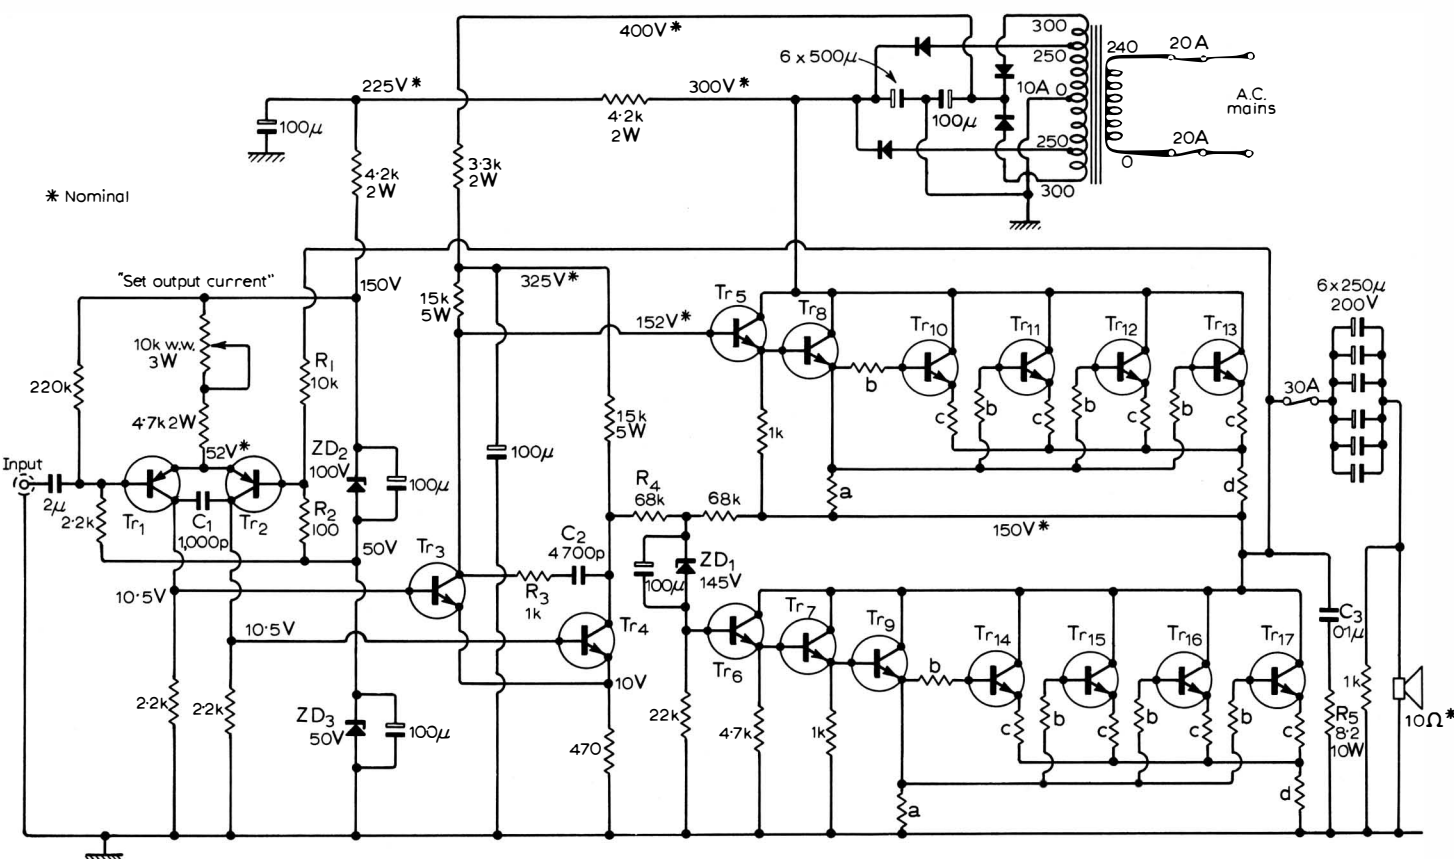 400V*
300
250
10A 0
250
300
240
20A
A.C.
mains
20A
0
6 x 500μ
100μ
225V*
300V*
100μ
4·2k
2W
4·2k
2W
3·3k
2W
* Nominal
"Set output current"
150V
325V*
15k
5W
152V*
10k w.w.
3W
220k
4·7k 2W
R1
10k
52V*
ZD2
100V
100μ
Input
2μ
2·2k
Tr1
C1
1,000p
Tr2
R2
100
50V
Tr5
Tr8
Tr10
Tr11
Tr12
Tr13
b
c
b
c
b
c
b
c
1k
a
d
6x250μ
200V
30A
100μ
15k
5W
R4
68k
68k
150V*
Tr3
C2
4700p
R3
1k
100μ
ZD1
145V
10·5V
10·5V
Tr4
10V
Tr6
Tr7
Tr9
Tr14
Tr15
Tr16
Tr17
b
c
b
c
b
c
b
c
C3
01μ
2·2k
2·2k
ZD3
50V
100μ
470
22k
4·7k
1k
a
d
R5
8·2
10W
1k
10Ω*